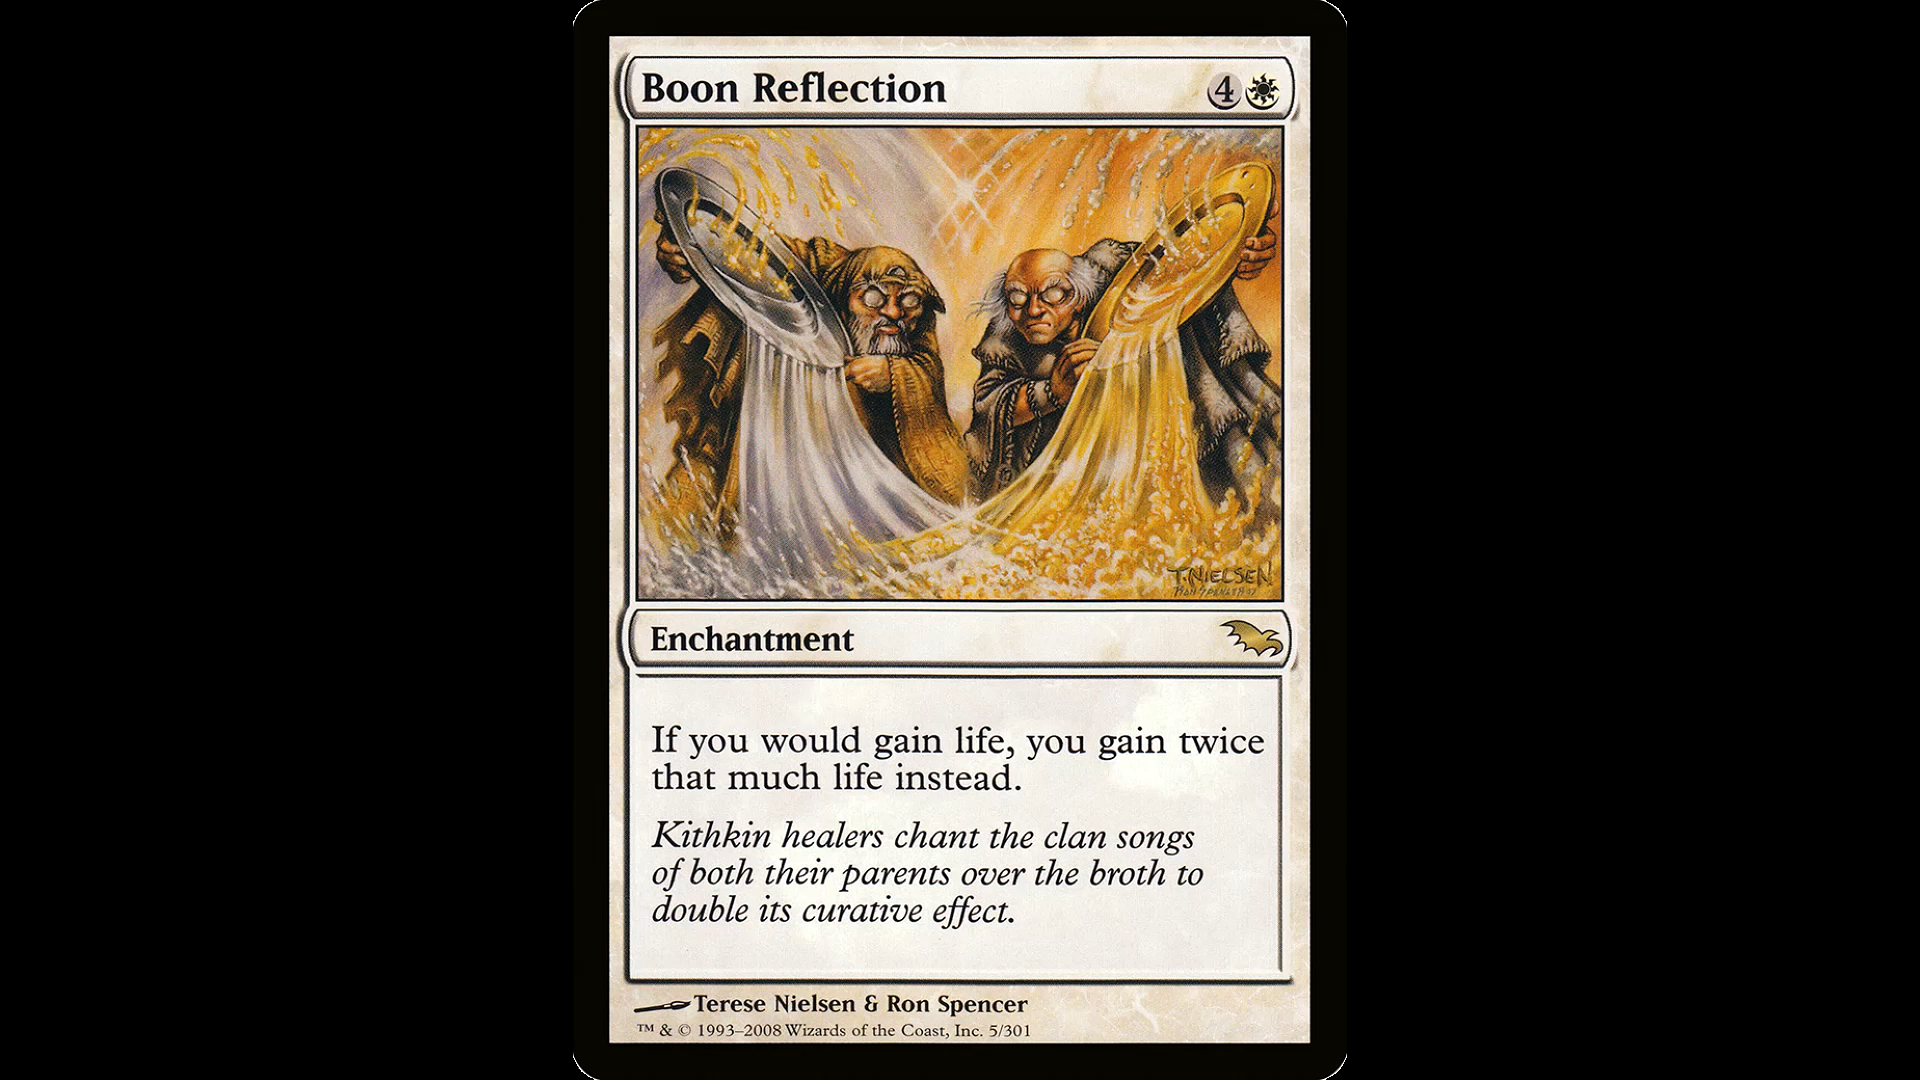 Boon Reflection 4
T. NIELSEN
Enchantment
If you would gain life, you gain twice
that much life instead.
Kithkin healers chant the clan songs
of both their parents over the broth to
double its curative effect.
Terese Nielsen & Ron Spencer
™ & © 1993–2008 Wizards of the Coast, Inc. 5/301